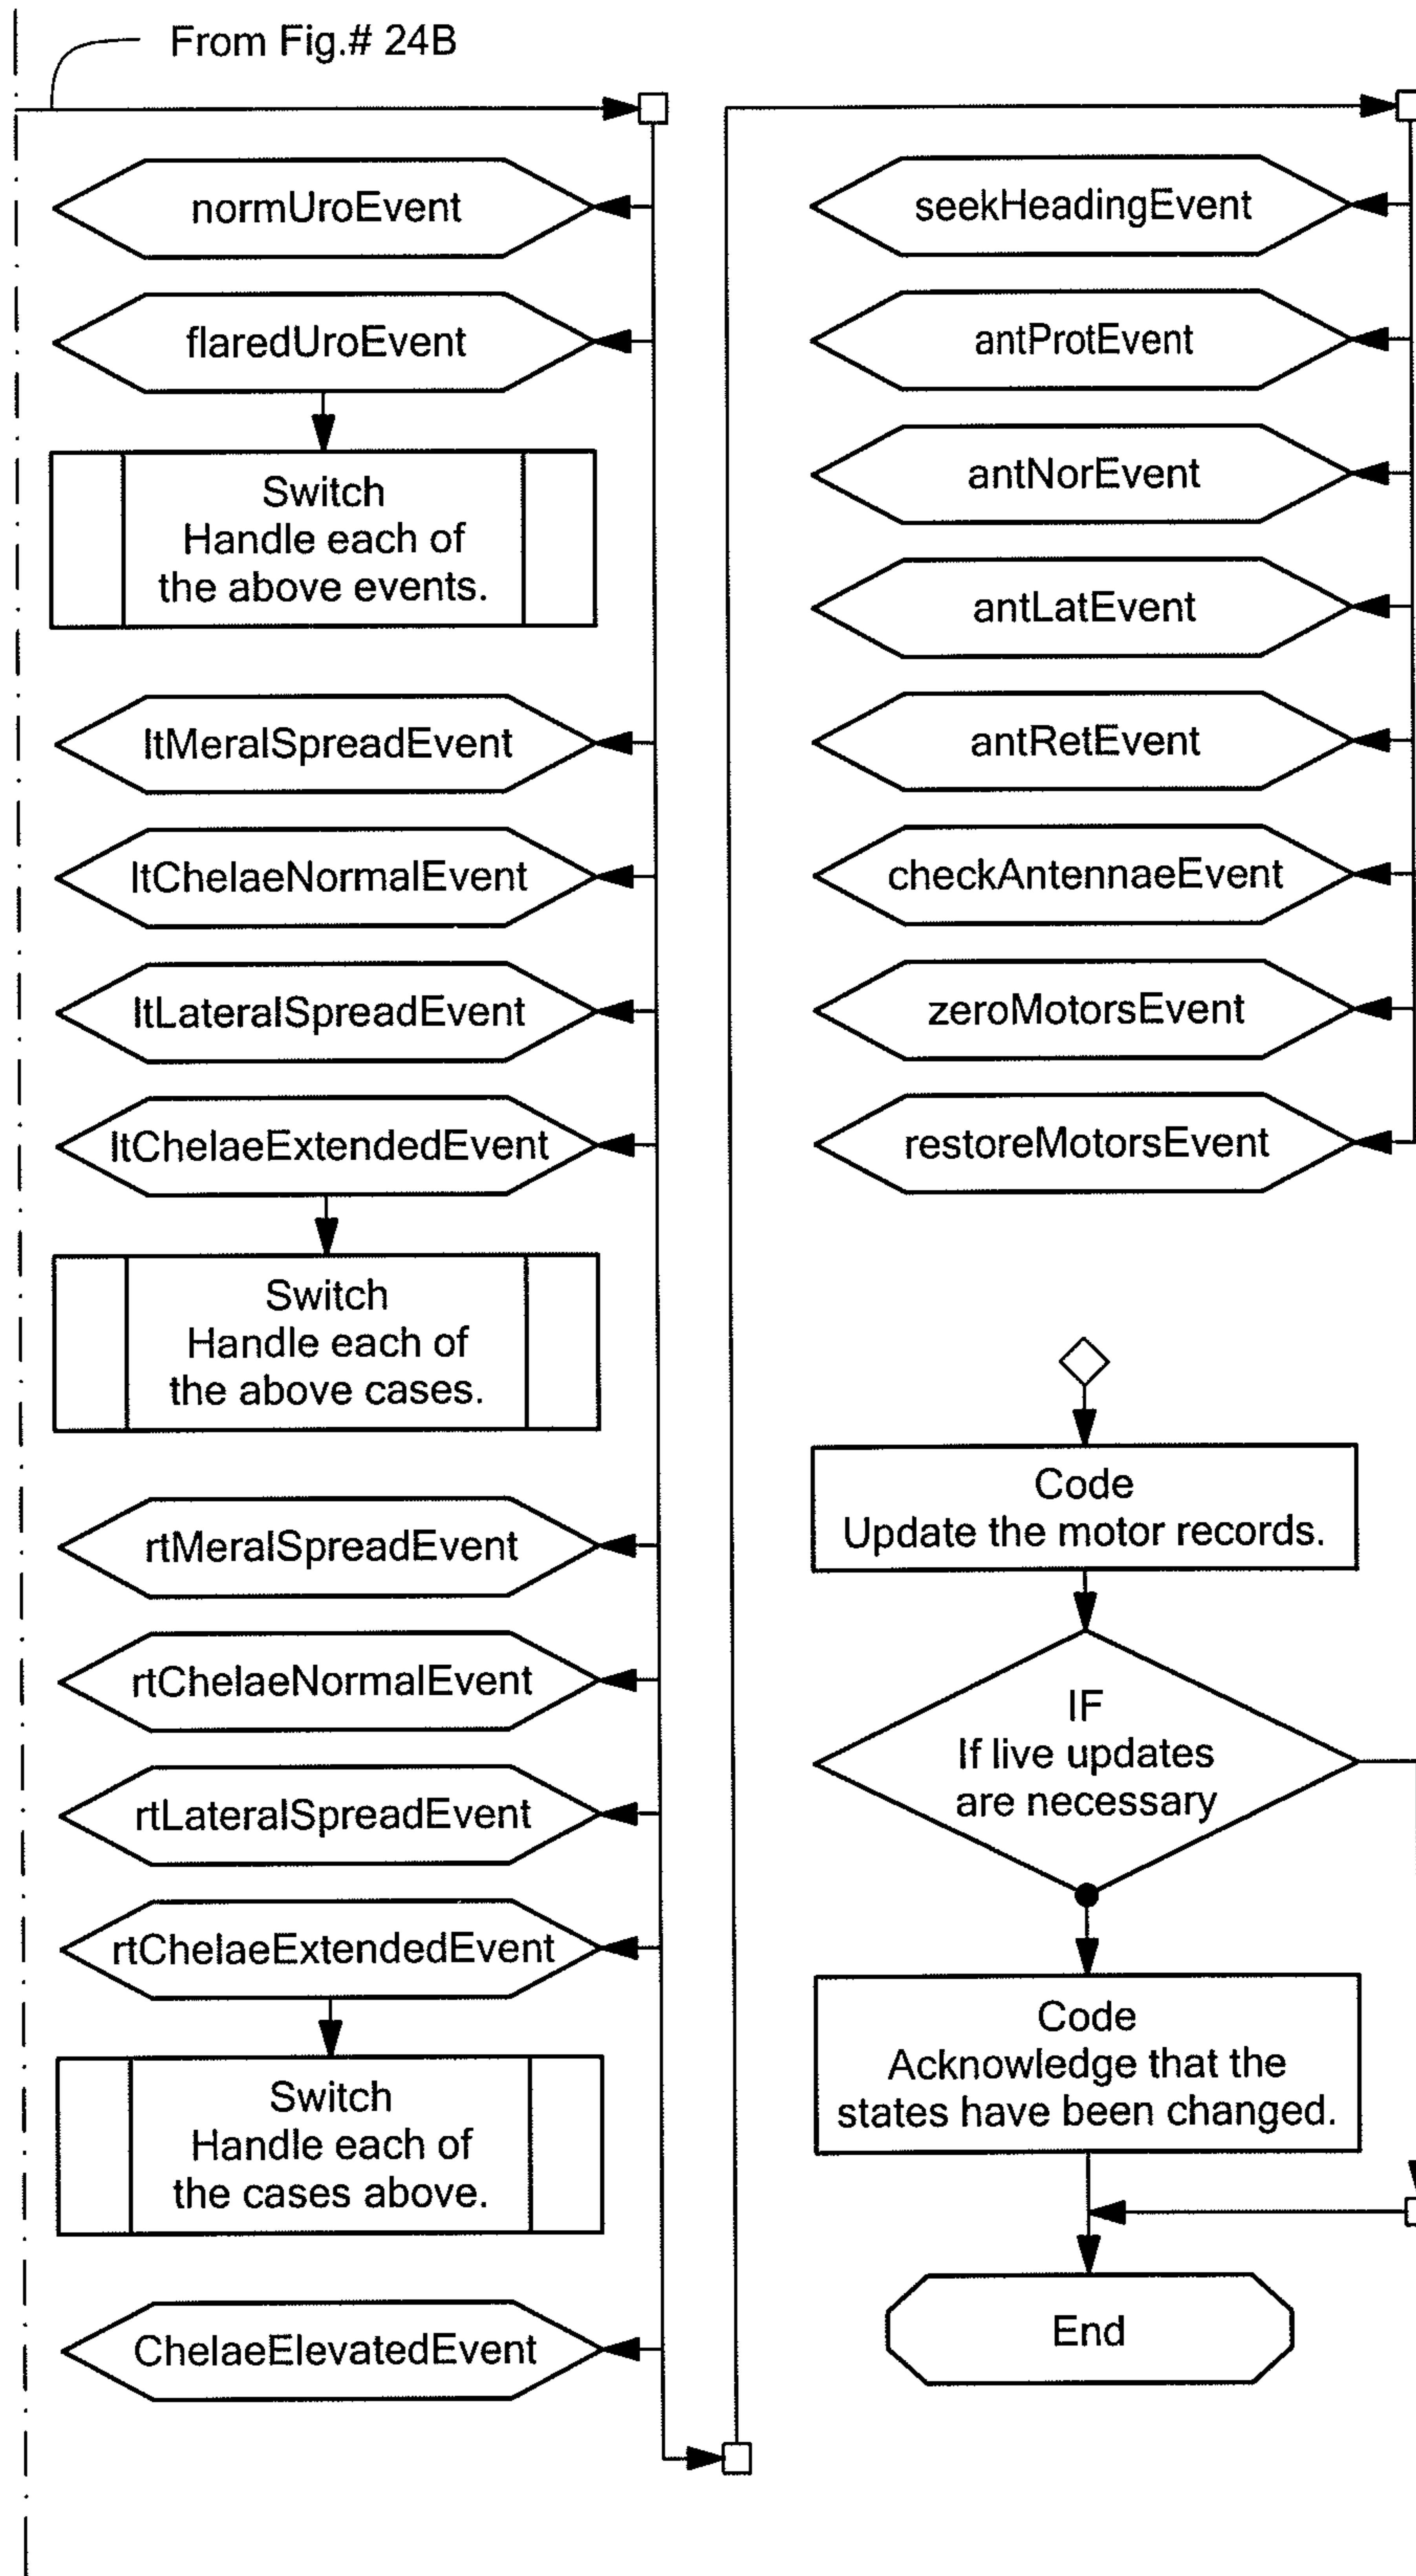 From Fig.# 24B
normUroEvent
flaredUroEvent
Switch
Handle each of
the above events.
ltMeralSpreadEvent
ltChelaeNormalEvent
ltLateralSpreadEvent
ltChelaeExtendedEvent
Switch
Handle each of
the above cases.
rtMeralSpreadEvent
rtChelaeNormalEvent
rtLateralSpreadEvent
rtChelaeExtendedEvent
Switch
Handle each of
the cases above.
ChelaeElevatedEvent
seekHeadingEvent
antProtEvent
antNorEvent
antLatEvent
antRetEvent
checkAntennaeEvent
zeroMotorsEvent
restoreMotorsEvent
Code
Update the motor records.
IF
If live updates
are necessary
Code
Acknowledge that the
states have been changed.
End